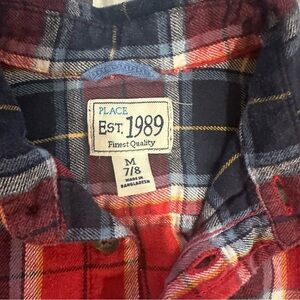 PLACE
EST. 1989
Finest Quality
M
7/8
MADE IN
BANGLADESH